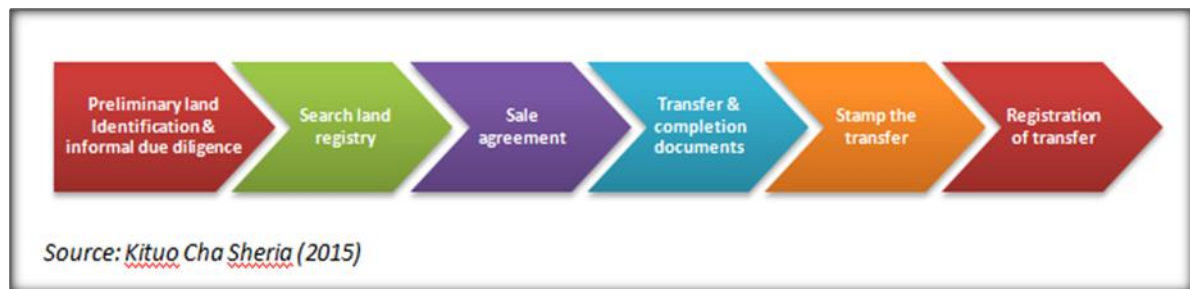 Preliminary land
Identification &
informal due diligence
Search land
registry
Sale
agreement
Transfer &
completion
documents
Stamp the
transfer
Registration
of transfer
Source: Kituo Cha Sheria (2015)